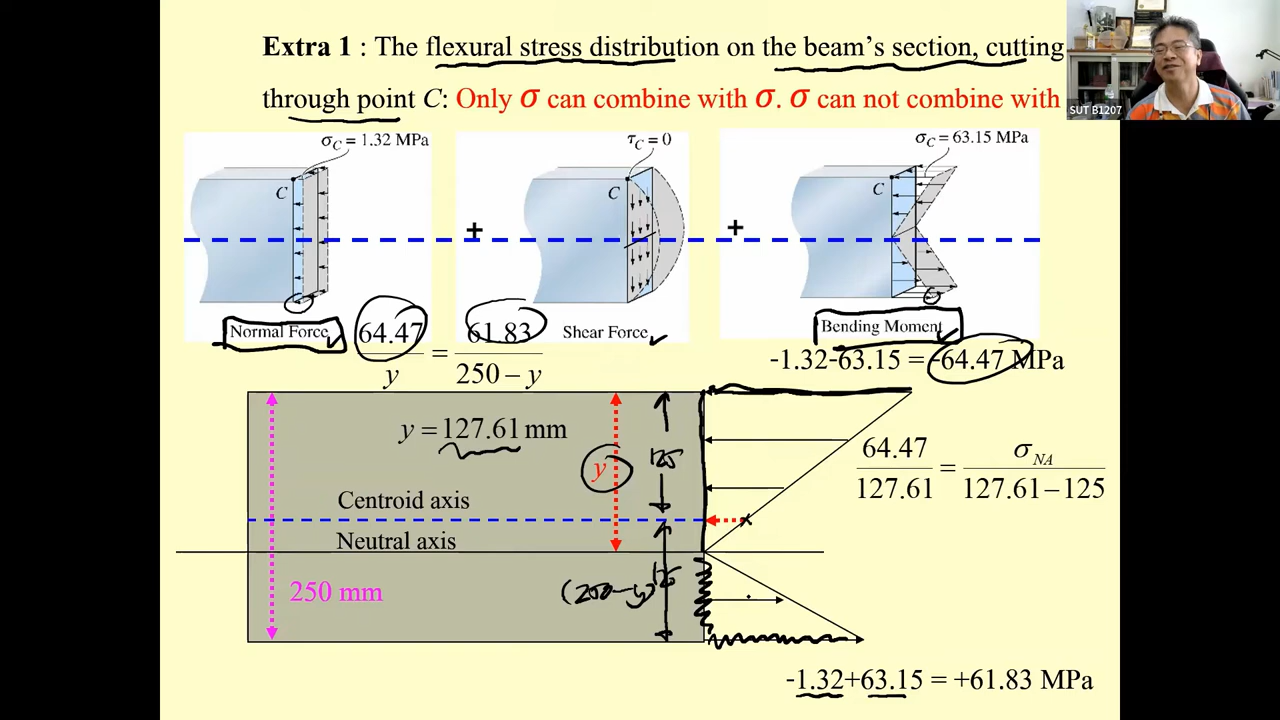 Extra 1 : The flexural stress distribution on the beam's section, cutting
through point C: Only σ can combine with σ. σ can not combine with
SUT B1207
σC = 1.32 MPa
τC = 0
σC = 63.15 MPa
C
C
C
+
+
Normal Force
Shear Force
Bending Moment
64.47/y = 61.83/(250 – y)
-1.32-63.15 = -64.47 MPa
y = 127.61 mm
y
125
64.47/127.61 = σNA/(127.61 – 125)
Centroid axis
Neutral axis
250 mm
(250-y)
125
-1.32+63.15 = +61.83 MPa